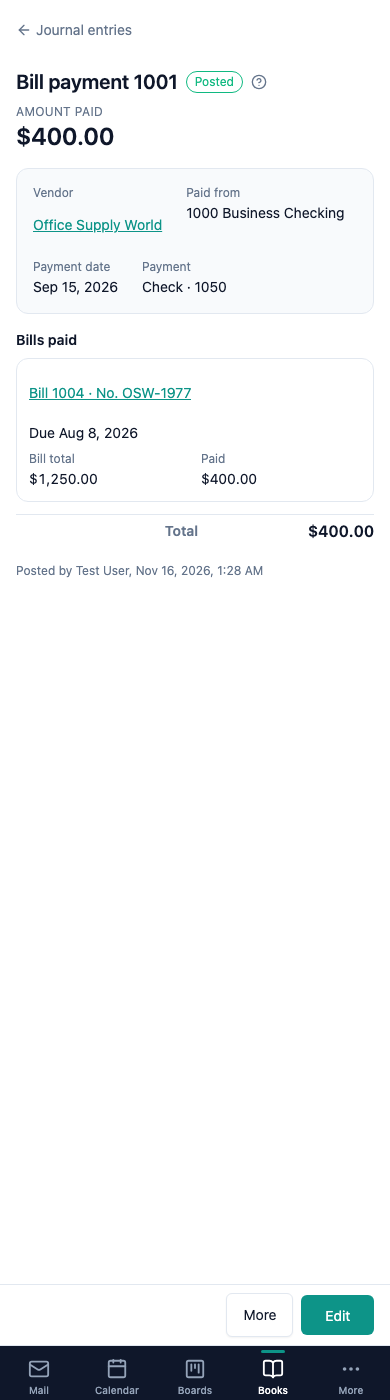 Journal entries
Bill payment 1001 Posted
AMOUNT PAID
$400.00
Vendor
Office Supply World
Paid from
1000 Business Checking
Payment date
Sep 15, 2026
Payment
Check · 1050
Bills paid
Bill 1004 · No. OSW-1977
Due Aug 8, 2026
Bill total
$1,250.00
Paid
$400.00
Total $400.00
Posted by Test User, Nov 16, 2026, 1:28 AM
More Edit
Mail Calendar Boards Books More